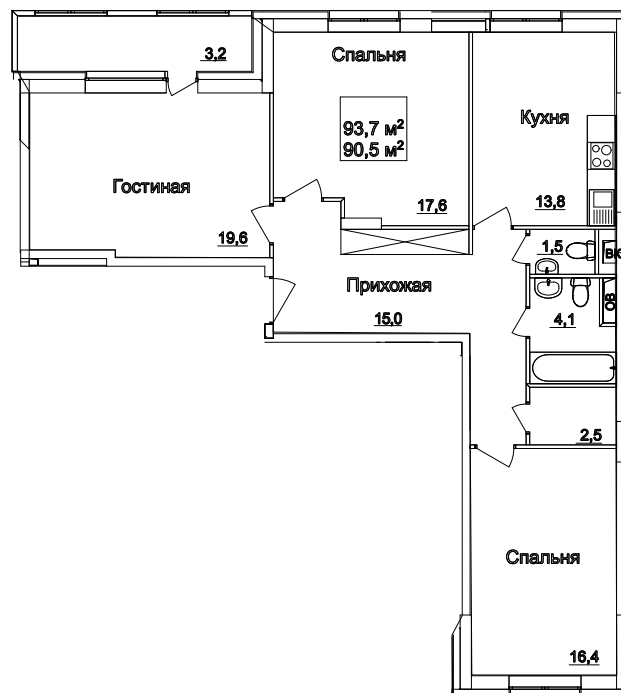 3,2
Спальня
93,7 м²
90,5 м²
17,6
Кухня
13,8
Гостиная
19,6
1,5
Прихожая
15,0
ОВ
4,1
2,5
Спальня
16,4